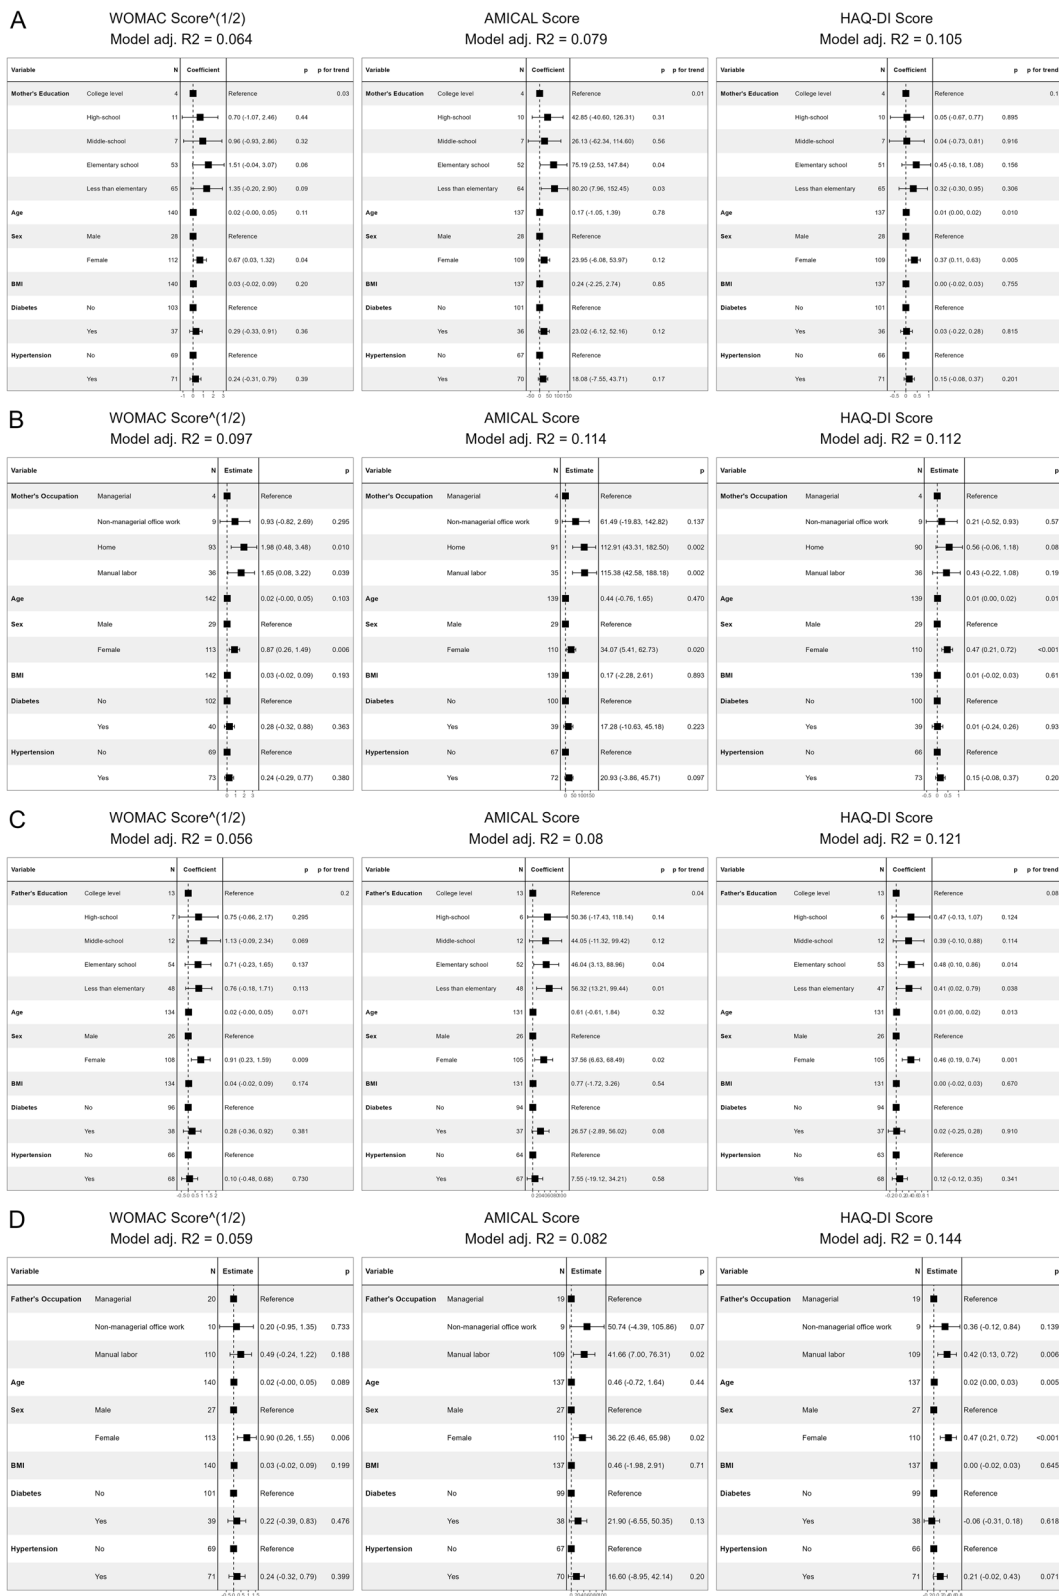 A
WOMAC Score^(1/2)
Model adj. R2 = 0.064
Variable N Coefficient p p for trend
Mother's Education College level 4 Reference 0.03
High-school 11 0.70 (-1.07, 2.46) 0.44
Middle-school 7 0.96 (-0.93, 2.86) 0.32
Elementary school 53 1.51 (-0.04, 3.07) 0.06
Less than elementary 65 1.35 (-0.20, 2.90) 0.09
Age 140 0.02 (-0.00, 0.05) 0.11
Sex Male 28 Reference
Female 112 0.67 (0.03, 1.32) 0.04
BMI 140 0.03 (-0.02, 0.09) 0.20
Diabetes No 103 Reference
Yes 37 0.29 (-0.33, 0.91) 0.36
Hypertension No 69 Reference
Yes 71 0.24 (-0.31, 0.79) 0.39
-1 0 1 2 3
AMICAL Score
Model adj. R2 = 0.079
Variable N Coefficient p p for trend
Mother's Education College level 4 Reference 0.01
High-school 10 42.85 (-40.60, 126.31) 0.31
Middle-school 7 26.13 (-62.34, 114.60) 0.56
Elementary school 52 75.19 (2.53, 147.84) 0.04
Less than elementary 64 80.20 (7.96, 152.45) 0.03
Age 137 0.17 (-1.05, 1.39) 0.78
Sex Male 28 Reference
Female 109 23.95 (-6.08, 53.97) 0.12
BMI 137 0.24 (-2.25, 2.74) 0.85
Diabetes No 101 Reference
Yes 36 23.02 (-6.12, 52.16) 0.12
Hypertension No 67 Reference
Yes 70 18.08 (-7.55, 43.71) 0.17
-50 0 50 100 150
HAQ-DI Score
Model adj. R2 = 0.105
Variable N Coefficient p p for trend
Mother's Education College level 4 Reference 0.1
High-school 10 0.05 (-0.67, 0.77) 0.895
Middle-school 7 0.04 (-0.73, 0.81) 0.916
Elementary school 51 0.45 (-0.18, 1.08) 0.156
Less than elementary 65 0.32 (-0.30, 0.95) 0.306
Age 137 0.01 (0.00, 0.02) 0.010
Sex Male 28 Reference
Female 109 0.37 (0.11, 0.63) 0.005
BMI 137 0.00 (-0.02, 0.03) 0.755
Diabetes No 101 Reference
Yes 36 0.03 (-0.22, 0.28) 0.815
Hypertension No 66 Reference
Yes 71 0.15 (-0.08, 0.37) 0.201
-0.5 0 0.5 1
B
WOMAC Score^(1/2)
Model adj. R2 = 0.097
Variable N Estimate p
Mother's Occupation Managerial 4 Reference
Non-managerial office work 9 0.93 (-0.82, 2.69) 0.295
Home 93 1.98 (0.48, 3.48) 0.010
Manual labor 36 1.65 (0.08, 3.22) 0.039
Age 142 0.02 (-0.00, 0.05) 0.103
Sex Male 29 Reference
Female 113 0.87 (0.26, 1.49) 0.006
BMI 142 0.03 (-0.02, 0.09) 0.193
Diabetes No 102 Reference
Yes 40 0.28 (-0.32, 0.88) 0.363
Hypertension No 69 Reference
Yes 73 0.24 (-0.29, 0.77) 0.380
0 1 2 3
AMICAL Score
Model adj. R2 = 0.114
Variable N Estimate p
Mother's Occupation Managerial 4 Reference
Non-managerial office work 9 61.49 (-19.83, 142.82) 0.137
Home 91 112.91 (43.31, 182.50) 0.002
Manual labor 35 115.38 (42.58, 188.18) 0.002
Age 139 0.44 (-0.76, 1.65) 0.470
Sex Male 29 Reference
Female 110 34.07 (5.41, 62.73) 0.020
BMI 139 0.17 (-2.28, 2.61) 0.893
Diabetes No 100 Reference
Yes 39 17.28 (-10.63, 45.18) 0.223
Hypertension No 67 Reference
Yes 72 20.93 (-3.86, 45.71) 0.097
0 50 100 150
HAQ-DI Score
Model adj. R2 = 0.112
Variable N Estimate p
Mother's Occupation Managerial 4 Reference
Non-managerial office work 9 0.21 (-0.52, 0.93) 0.57
Home 90 0.56 (-0.06, 1.18) 0.08
Manual labor 36 0.43 (-0.22, 1.08) 0.19
Age 139 0.01 (0.00, 0.02) 0.01
Sex Male 29 Reference
Female 110 0.47 (0.21, 0.72) <0.001
BMI 139 0.01 (-0.02, 0.03) 0.61
Diabetes No 100 Reference
Yes 39 0.01 (-0.24, 0.26) 0.93
Hypertension No 66 Reference
Yes 73 0.15 (-0.08, 0.37) 0.20
-0.5 0 0.5 1
C
WOMAC Score^(1/2)
Model adj. R2 = 0.056
Variable N Coefficient p p for trend
Father's Education College level 13 Reference 0.2
High-school 7 0.75 (-0.66, 2.17) 0.295
Middle-school 12 1.13 (-0.09, 2.34) 0.069
Elementary school 54 0.71 (-0.23, 1.65) 0.137
Less than elementary 48 0.76 (-0.18, 1.71) 0.113
Age 134 0.02 (-0.00, 0.05) 0.071
Sex Male 26 Reference
Female 108 0.91 (0.23, 1.59) 0.009
BMI 134 0.04 (-0.02, 0.09) 0.174
Diabetes No 96 Reference
Yes 38 0.28 (-0.36, 0.92) 0.381
Hypertension No 66 Reference
Yes 68 0.10 (-0.48, 0.68) 0.730
AMICAL Score
Model adj. R2 = 0.08
Variable N Coefficient p p for trend
Father's Education College level 13 Reference 0.04
High-school 6 50.36 (-17.43, 118.14) 0.14
Middle-school 12 44.05 (-11.32, 99.42) 0.12
Elementary school 52 46.04 (3.13, 88.96) 0.04
Less than elementary 48 56.32 (13.21, 99.44) 0.01
Age 131 0.61 (-0.61, 1.84) 0.32
Sex Male 26 Reference
Female 105 37.56 (6.63, 68.49) 0.02
BMI 131 0.77 (-1.72, 3.26) 0.54
Diabetes No 94 Reference
Yes 37 26.57 (-2.89, 56.02) 0.08
Hypertension No 64 Reference
Yes 67 7.55 (-19.12, 34.21) 0.58
HAQ-DI Score
Model adj. R2 = 0.121
Variable N Coefficient p p for trend
Father's Education College level 13 Reference 0.08
High-school 6 0.47 (-0.13, 1.07) 0.124
Middle-school 12 0.39 (-0.10, 0.88) 0.114
Elementary school 53 0.48 (0.10, 0.86) 0.014
Less than elementary 47 0.41 (0.02, 0.79) 0.038
Age 131 0.01 (0.00, 0.02) 0.013
Sex Male 26 Reference
Female 105 0.46 (0.19, 0.74) 0.001
BMI 131 0.00 (-0.02, 0.03) 0.670
Diabetes No 94 Reference
Yes 37 0.02 (-0.25, 0.28) 0.910
Hypertension No 63 Reference
Yes 68 0.12 (-0.12, 0.35) 0.341
D
WOMAC Score^(1/2)
Model adj. R2 = 0.059
Variable N Estimate p
Father's Occupation Managerial 20 Reference
Non-managerial office work 10 0.20 (-0.95, 1.35) 0.733
Manual labor 110 0.49 (-0.24, 1.22) 0.188
Age 140 0.02 (-0.00, 0.05) 0.089
Sex Male 27 Reference
Female 113 0.90 (0.26, 1.55) 0.006
BMI 140 0.03 (-0.02, 0.09) 0.199
Diabetes No 101 Reference
Yes 39 0.22 (-0.39, 0.83) 0.476
Hypertension No 69 Reference
Yes 71 0.24 (-0.32, 0.79) 0.399
AMICAL Score
Model adj. R2 = 0.082
Variable N Estimate p
Father's Occupation Managerial 19 Reference
Non-managerial office work 9 50.74 (-4.39, 105.86) 0.07
Manual labor 109 41.66 (7.00, 76.31) 0.02
Age 137 0.46 (-0.72, 1.64) 0.44
Sex Male 27 Reference
Female 110 36.22 (6.46, 65.98) 0.02
BMI 137 0.46 (-1.98, 2.91) 0.71
Diabetes No 99 Reference
Yes 38 21.90 (-6.55, 50.35) 0.13
Hypertension No 67 Reference
Yes 70 16.60 (-8.95, 42.14) 0.20
HAQ-DI Score
Model adj. R2 = 0.144
Variable N Estimate p
Father's Occupation Managerial 19 Reference
Non-managerial office work 9 0.36 (-0.12, 0.84) 0.139
Manual labor 109 0.42 (0.13, 0.72) 0.006
Age 137 0.02 (0.00, 0.03) 0.005
Sex Male 27 Reference
Female 110 0.47 (0.21, 0.72) <0.001
BMI 137 0.00 (-0.02, 0.03) 0.645
Diabetes No 99 Reference
Yes 38 -0.06 (-0.31, 0.18) 0.618
Hypertension No 66 Reference
Yes 71 0.21 (-0.02, 0.43) 0.071